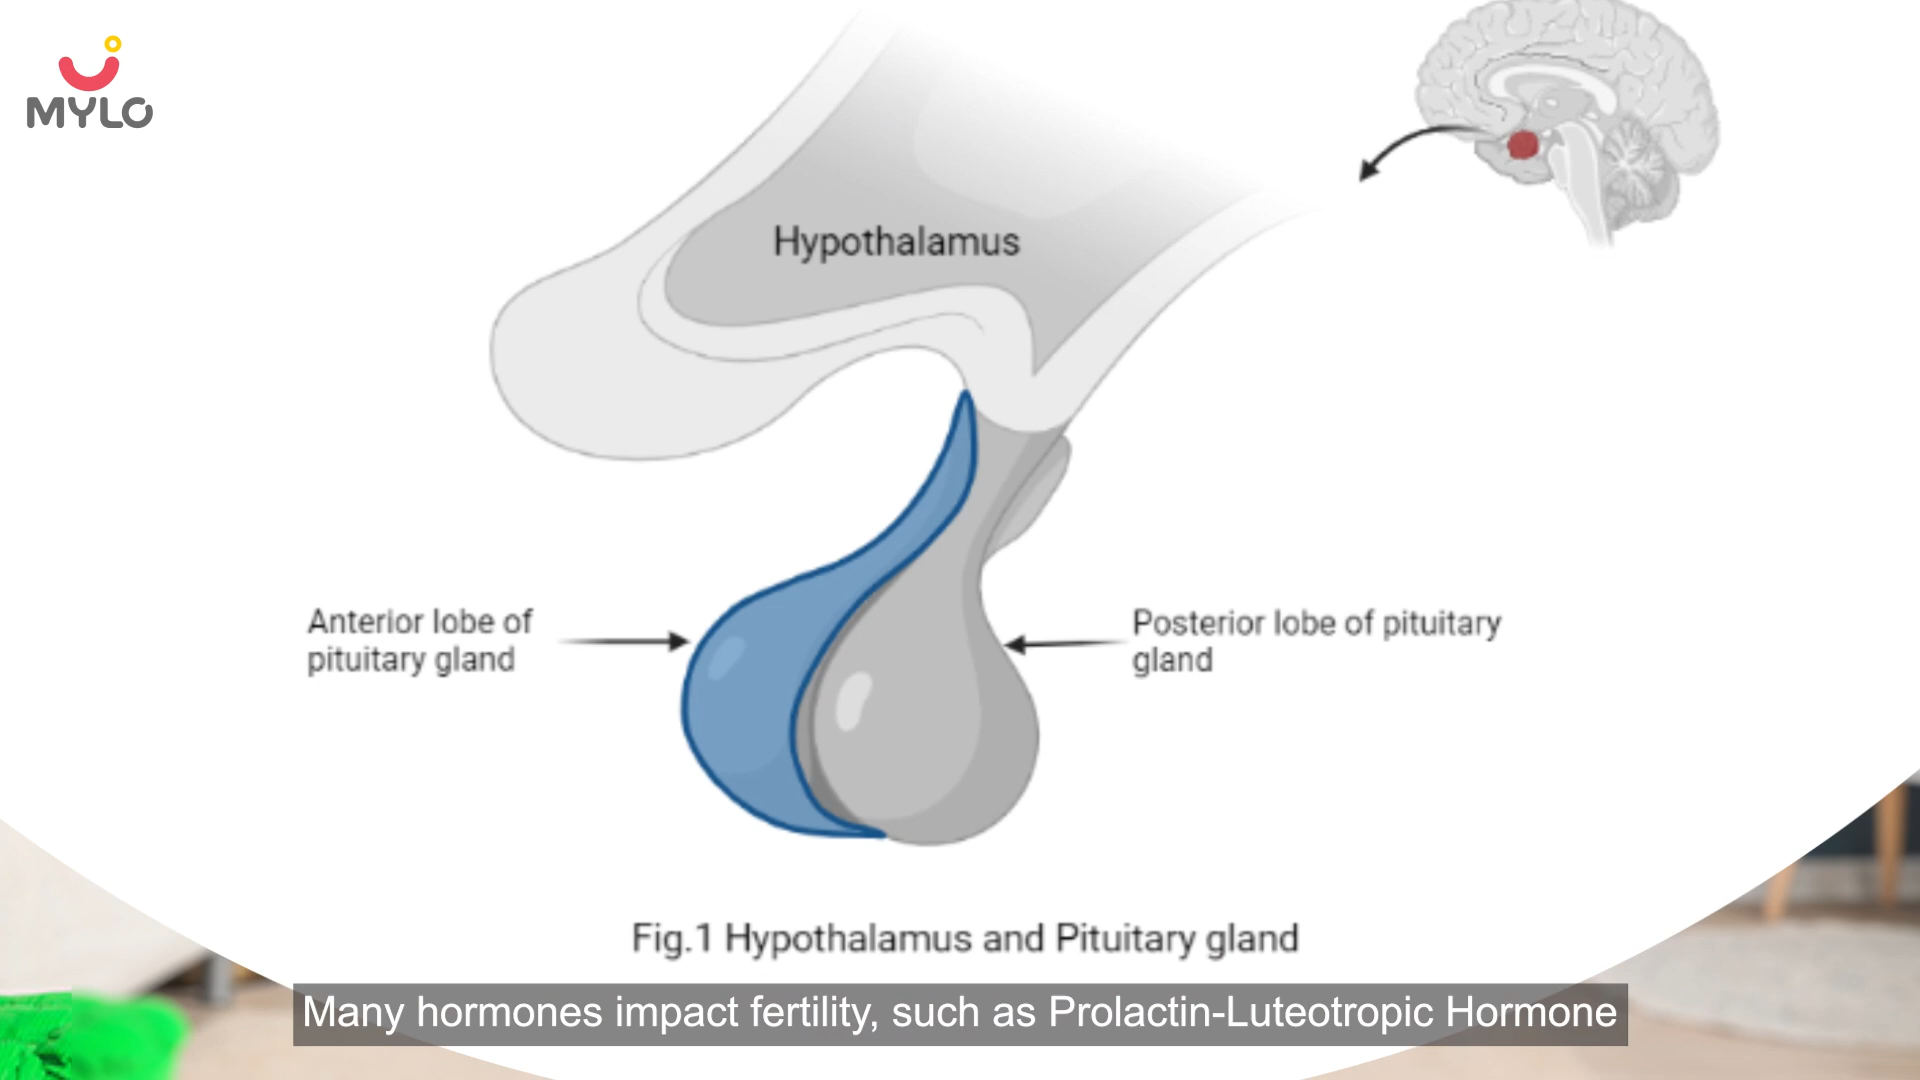 MYLO
Hypothalamus
Anterior lobe of
pituitary gland
Posterior lobe of pituitary
gland
Fig.1 Hypothalamus and Pituitary gland
Many hormones impact fertility, such as Prolactin-Luteotropic Hormone